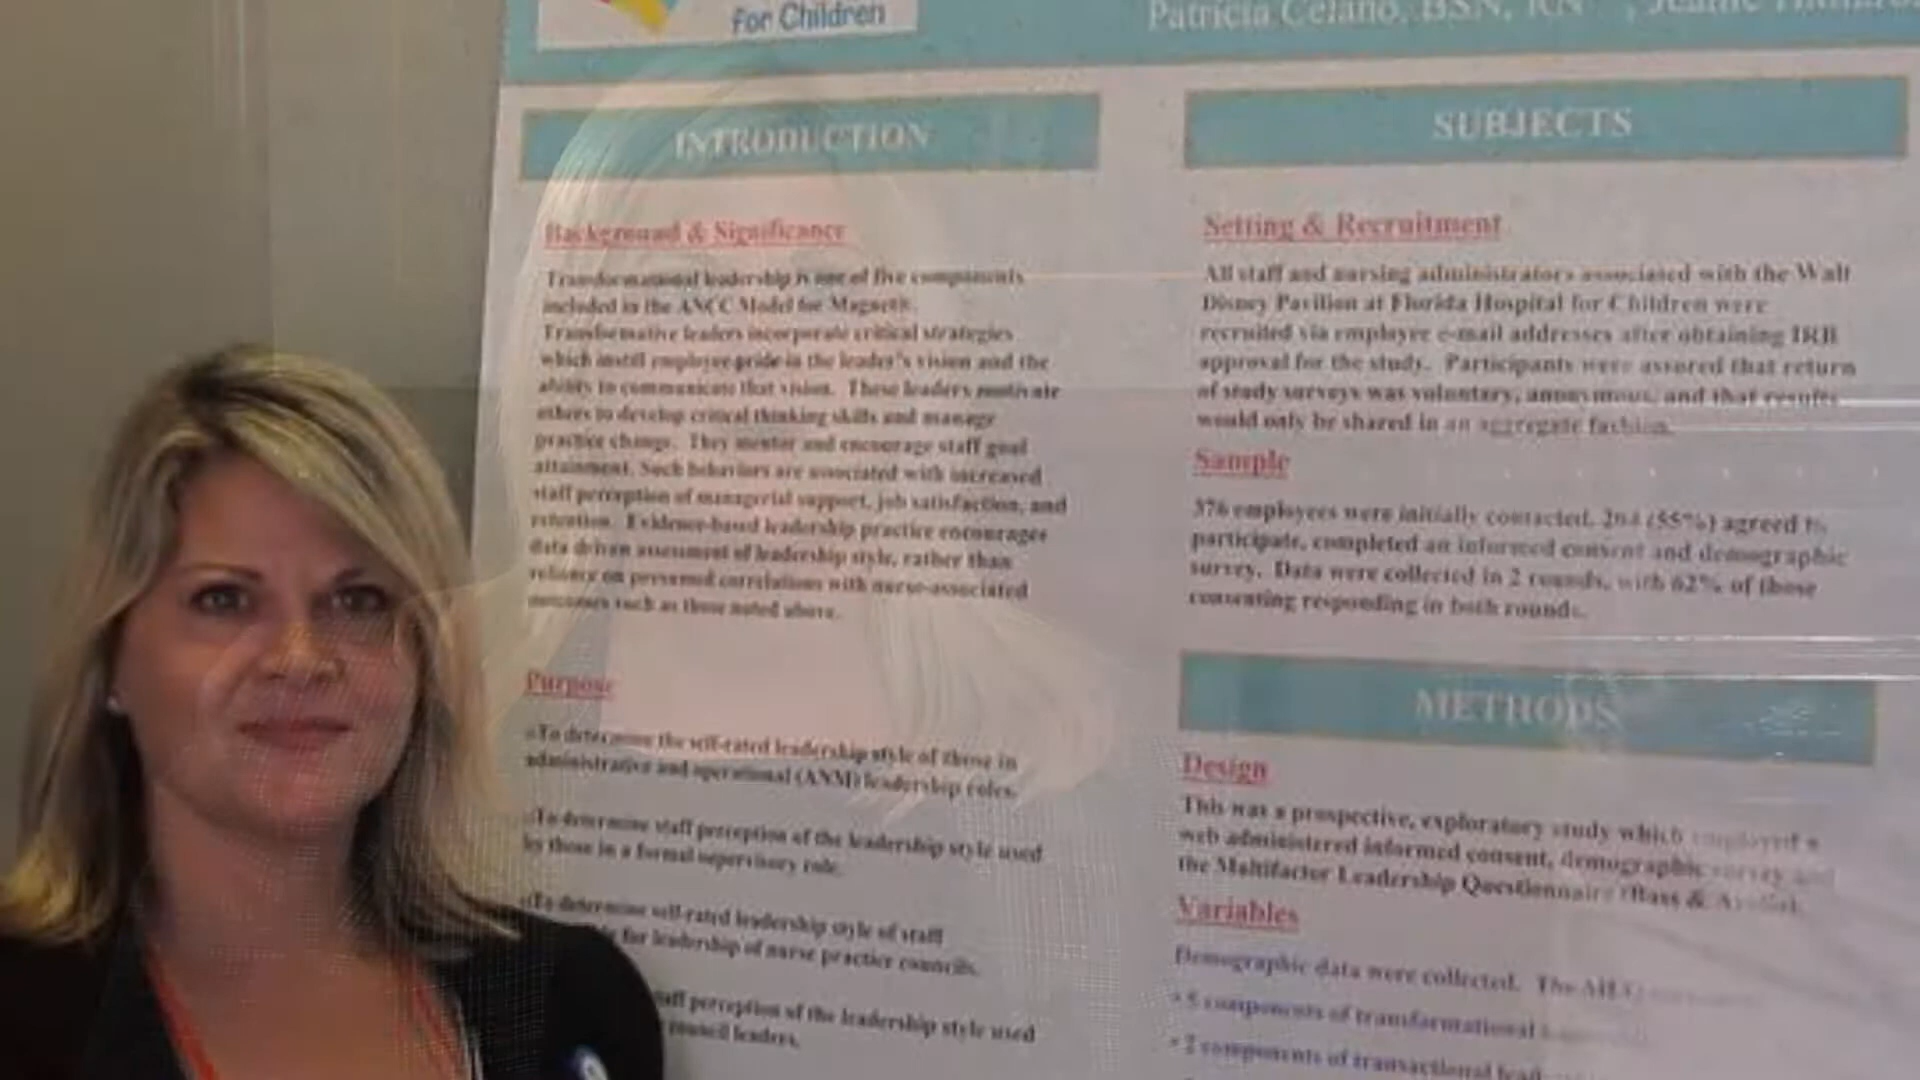 for Children
Patricia Celano, BSN, RN
INTRODUCTION
Background & Significance
Transformational leadership is one of five components
included in the ANCC Model for Magnet®.
Transformative leaders incorporate critical strategies
which instill employee pride in the leader's vision and the
ability to communicate that vision. These leaders motivate
others to develop critical thinking skills and manage
practice change. They mentor and encourage staff goal
attainment. Such behaviors are associated with increased
staff perception of managerial support, job satisfaction, and
retention. Evidence-based leadership practice encourages
data driven assessment of leadership style, rather than
reliance on presumed correlations with nurse-associated
outcomes such as those noted above.
Purpose
To determine the self-rated leadership style of those in
administrative and operational (ANM) leadership roles.
To determine staff perception of the leadership style used
by those in a formal supervisory role.
To determine self-rated leadership style of staff
for leadership of nurse practice councils.
staff perception of the leadership style used
council leaders.
SUBJECTS
Setting & Recruitment
All staff and nursing administrators associated with the Walt
Disney Pavilion at Florida Hospital for Children were
recruited via employee e-mail addresses after obtaining IRB
approval for the study. Participants were assured that return
of study surveys was voluntary, anonymous, and that results
would only be shared in an aggregate fashion.
Sample
376 employees were initially contacted. 204 (55%) agreed to
participate, completed an informed consent and demographic
survey. Data were collected in 2 rounds, with 62% of those
consenting responding in both rounds.
METHODS
Design
This was a prospective, exploratory study which employed a
web administered informed consent, demographic survey and
the Multifactor Leadership Questionnaire (Bass & Avolio).
Variables
Demographic data were collected. The
* 5 components of transformational
* 2 components of transactional